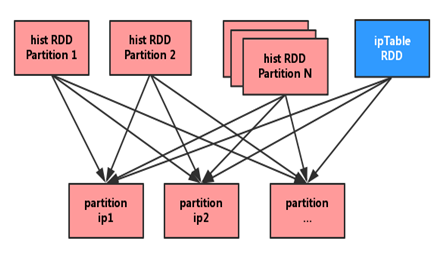 hist RDD
Partition 1
hist RDD
Partition 2
hist RDD
Partition N
ipTable
RDD
partition
ip1
partition
ip2
partition
...